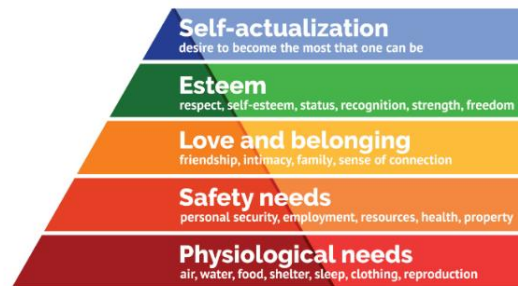 Self-actualization
desire to become the most that one can be
Esteem
respect, self-esteem, status, recognition, strength, freedom
Love and belonging
friendship, intimacy, family, sense of connection
Safety needs
personal security, employment, resources, health, property
Physiological needs
air, water, food, shelter, sleep, clothing, reproduction